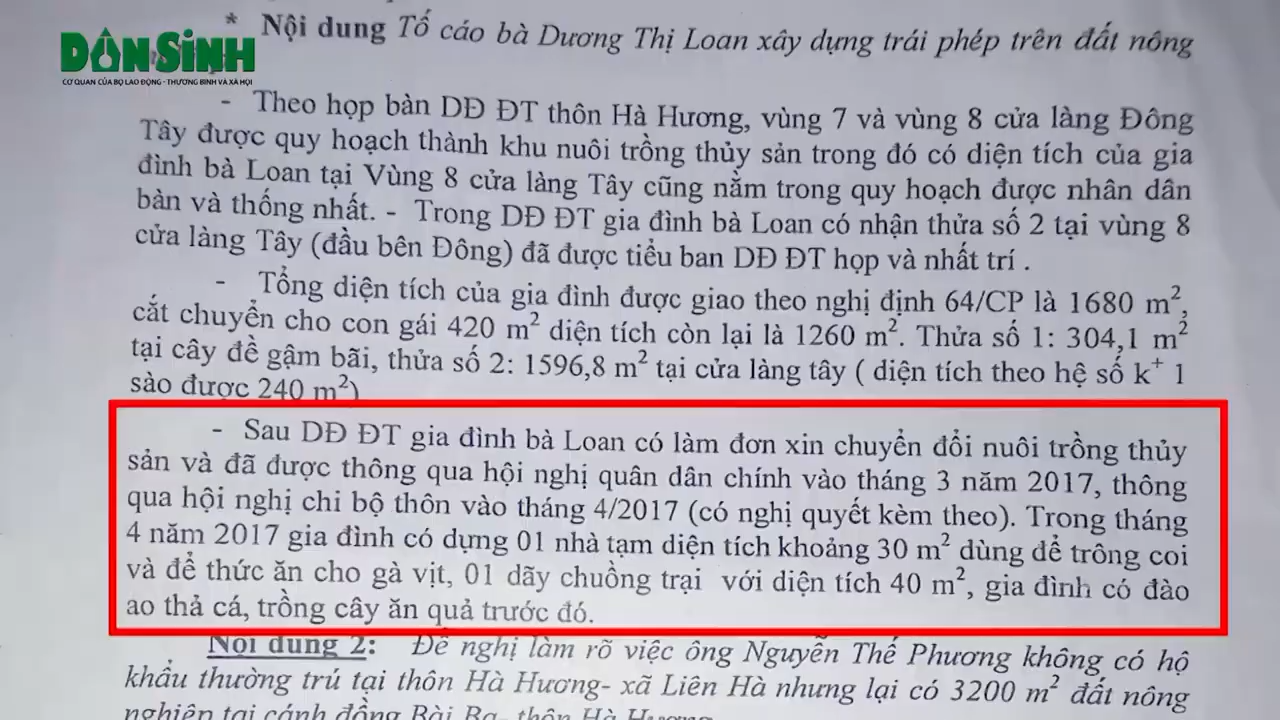 * Nội dung Tố cáo bà Dương Thị Loan xây dựng trái phép trên đất nông
DÂN SINH
CƠ QUAN CỦA BỘ LAO ĐỘNG - THƯƠNG BINH VÀ XÃ HỘI
- Theo họp bàn DĐ ĐT thôn Hà Hương, vùng 7 và vùng 8 cửa làng Đông
Tây được quy hoạch thành khu nuôi trồng thủy sản trong đó có diện tích của gia
đình bà Loan tại Vùng 8 cửa làng Tây cũng nằm trong quy hoạch được nhân dân
bàn và thống nhất. - Trong DĐ ĐT gia đình bà Loan có nhận thửa số 2 tại vùng 8
cửa làng Tây (đầu bên Đông) đã được tiểu ban DĐ ĐT họp và nhất trí .
- Tổng diện tích của gia đình được giao theo nghị định 64/CP là 1680 m²,
cắt chuyển cho con gái 420 m² diện tích còn lại là 1260 m². Thửa số 1: 304,1 m²
tại cây đề gậm bãi, thửa số 2: 1596,8 m² tại cửa làng tây ( diện tích theo hệ số k⁺ 1
sào được 240 m²)
- Sau DĐ ĐT gia đình bà Loan có làm đơn xin chuyển đổi nuôi trồng thủy
sản và đã được thông qua hội nghị quân dân chính vào tháng 3 năm 2017, thông
qua hội nghị chi bộ thôn vào tháng 4/2017 (có nghị quyết kèm theo). Trong tháng
4 năm 2017 gia đình có dựng 01 nhà tạm diện tích khoảng 30 m² dùng để trông coi
và để thức ăn cho gà vịt, 01 dãy chuồng trại với diện tích 40 m², gia đình có đào
ao thả cá, trồng cây ăn quả trước đó.
Nội dung 2: Đề nghị làm rõ việc ông Nguyễn Thế Phương không có hộ
khẩu thường trú tại thôn Hà Hương- xã Liên Hà nhưng lại có 3200 m² đất nông
nghiệp tại cánh đồng Bài Ba- thôn Hà Hương